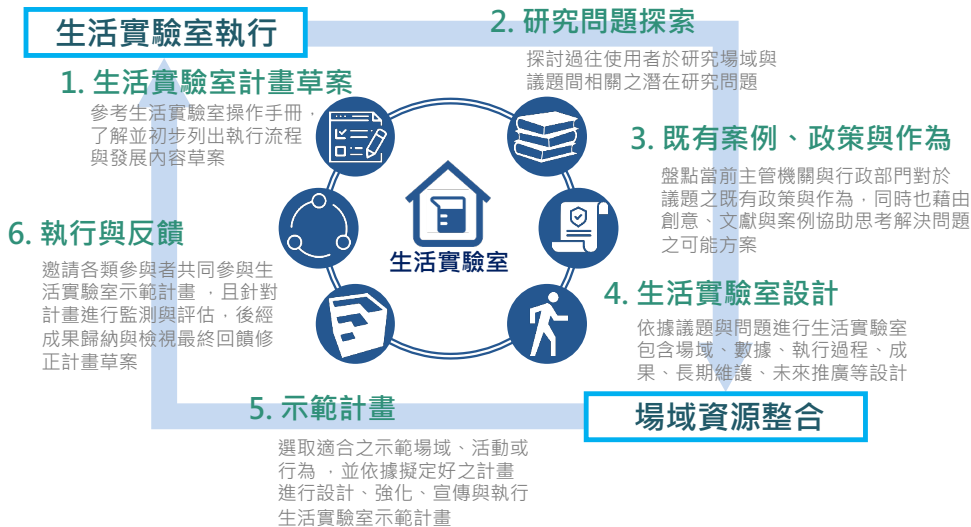 生活實驗室執行
1. 生活實驗室計畫草案
參考生活實驗室操作手冊，
了解並初步列出執行流程
與發展內容草案
2. 研究問題探索
探討過往使用者於研究場域與
議題間相關之潛在研究問題
3. 既有案例、政策與作為
盤點當前主管機關與行政部門對於
議題之既有政策與作為，同時也藉由
創意、文獻與案例協助思考解決問題
之可能方案
生活實驗室
4. 生活實驗室設計
依據議題與問題進行生活實驗室
包含場域、數據、執行過程、成
果、長期維護、未來推廣等設計
場域資源整合
5. 示範計畫
選取適合之示範場域、活動或
行為，並依據擬定好之計畫
進行設計、強化、宣傳與執行
生活實驗室示範計畫
6. 執行與反饋
邀請各類參與者共同參與生
活實驗室示範計畫，且針對
計畫進行監測與評估，後經
成果歸納與檢視最終回饋修
正計畫草案